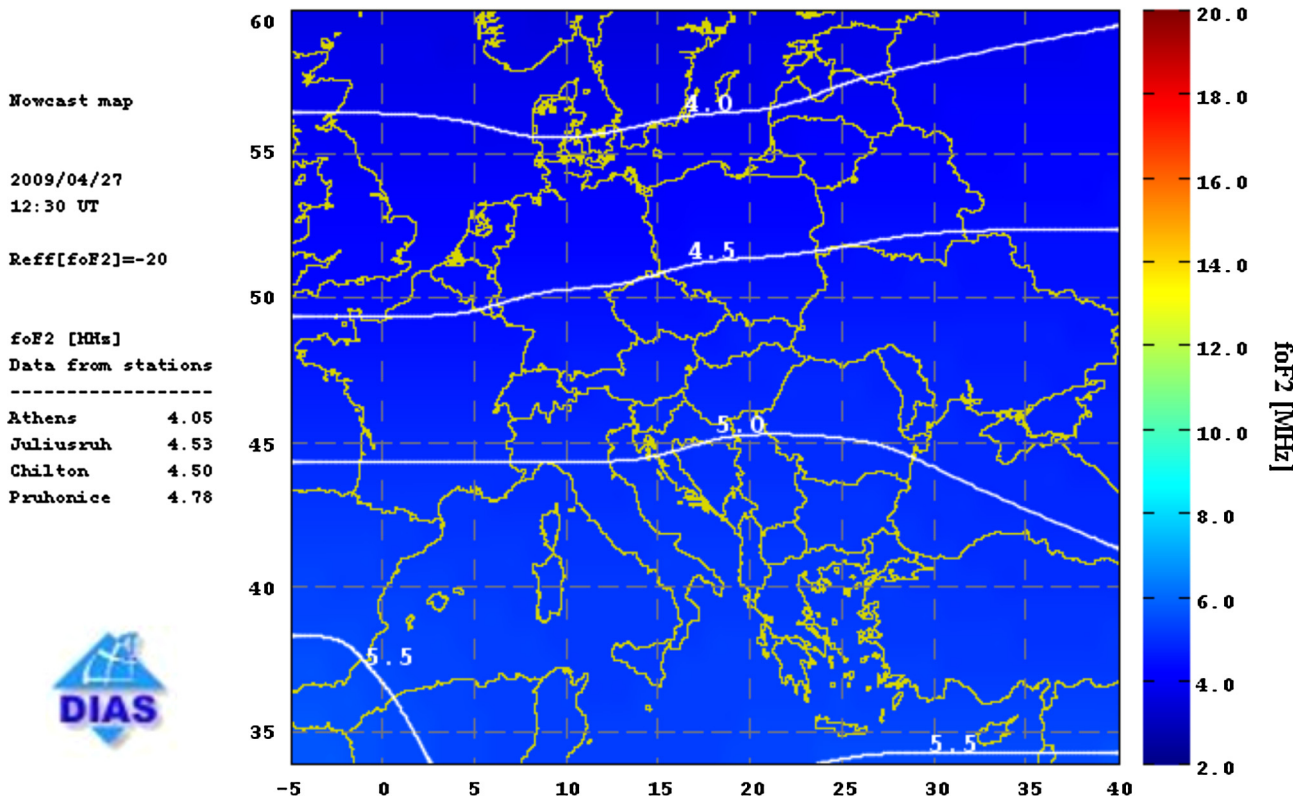 Nowcast map
2009/04/27
12:30 UT
Reff[foF2]=-20
foF2 [MHs]
Data from stations
------------------
Athens 4.05
Juliusruh 4.53
Chilton 4.50
Pruhonice 4.78
DIAS
60
55
50
45
40
35
-5 0 5 10 15 20 25 30 35 40
4.0
4.5
5.0
5.5
5.5
20.0
18.0
16.0
14.0
12.0
10.0
8.0
6.0
4.0
2.0
foF2 [MHz]